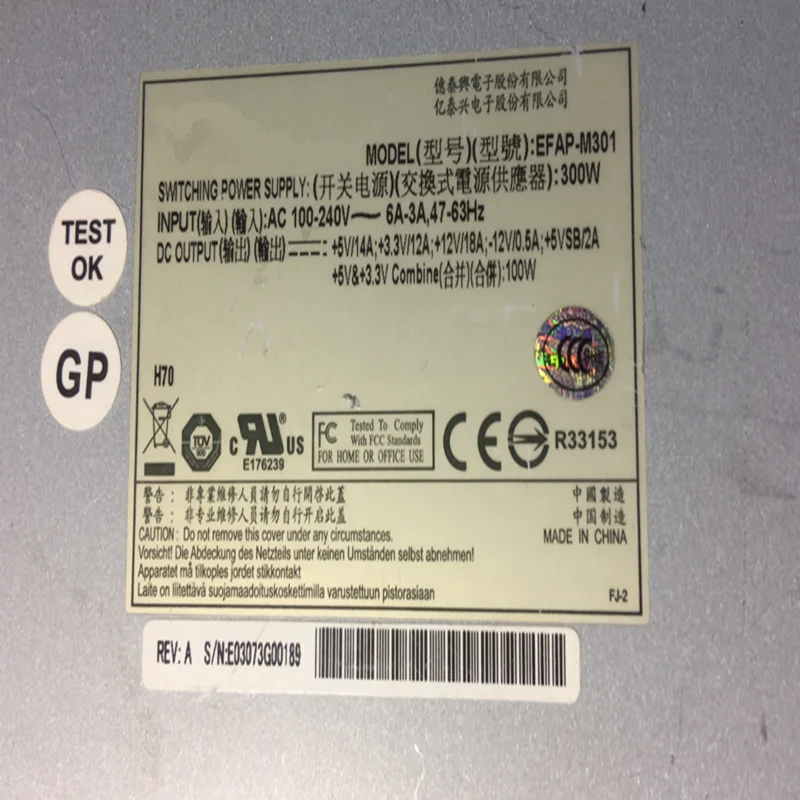 億泰興電子股份有限公司
亿泰兴电子股份有限公司
MODEL(型号)(型號):EFAP-M301
SWITCHING POWER SUPPLY:(开关电源)(交換式電源供應器):300W
INPUT(输入)(輸入):AC 100-240V～ 6A-3A,47-63Hz
DC OUTPUT(输出)(輸出) +5V/14A;+3.3V/12A;+12V/18A;-12V/0.5A;+5VSB/2A
+5V&+3.3V Combine(合并)(合併):100W
TEST
OK
GP
H70
CCC
TÜV
c RU® US
E176239
FC Tested To Comply
With FCC Standards
FOR HOME OR OFFICE USE
CE
R33153
警告：非專業維修人員請勿自行開啓此蓋
中國製造
警告：非专业维修人员请勿自行开启此盖
中国制造
CAUTION: Do not remove this cover under any circumstances.
MADE IN CHINA
Vorsicht! Die Abdeckung des Netzteils unter keinen Umständen selbst abnehmen!
Apparatet må tilkoples jordet stikkontakt
Laite on liitettävä suojamaadoituskoskettimilla varustettuun pistorasiaan
FJ-2
REV: A S/N:E03073G00189